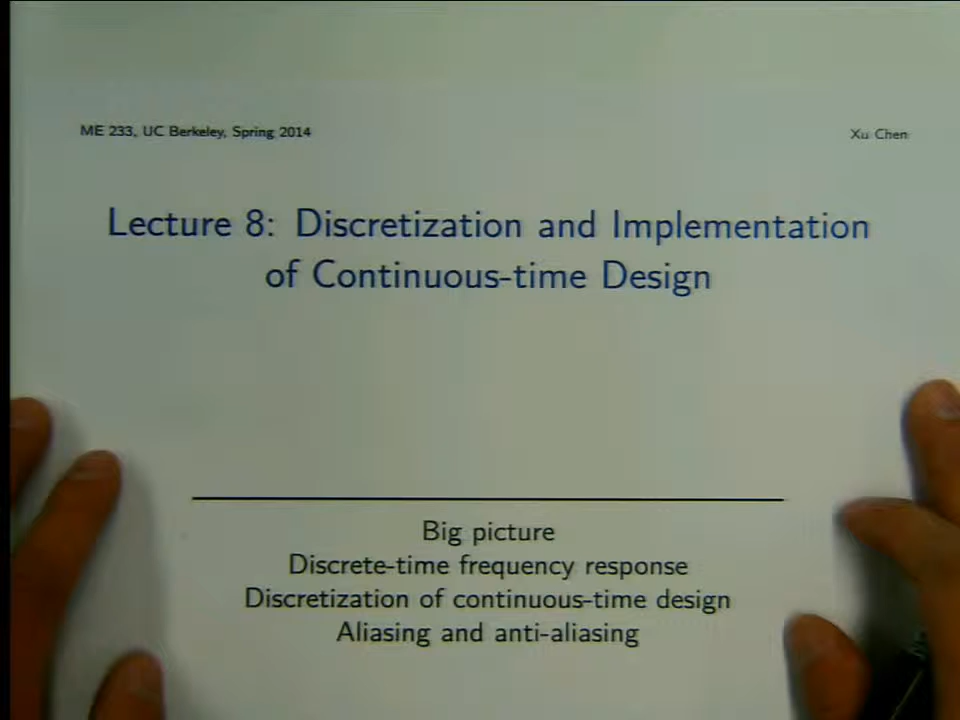 ME 233, UC Berkeley, Spring 2014
Xu Chen
Lecture 8: Discretization and Implementation
of Continuous-time Design
Big picture
Discrete-time frequency response
Discretization of continuous-time design
Aliasing and anti-aliasing